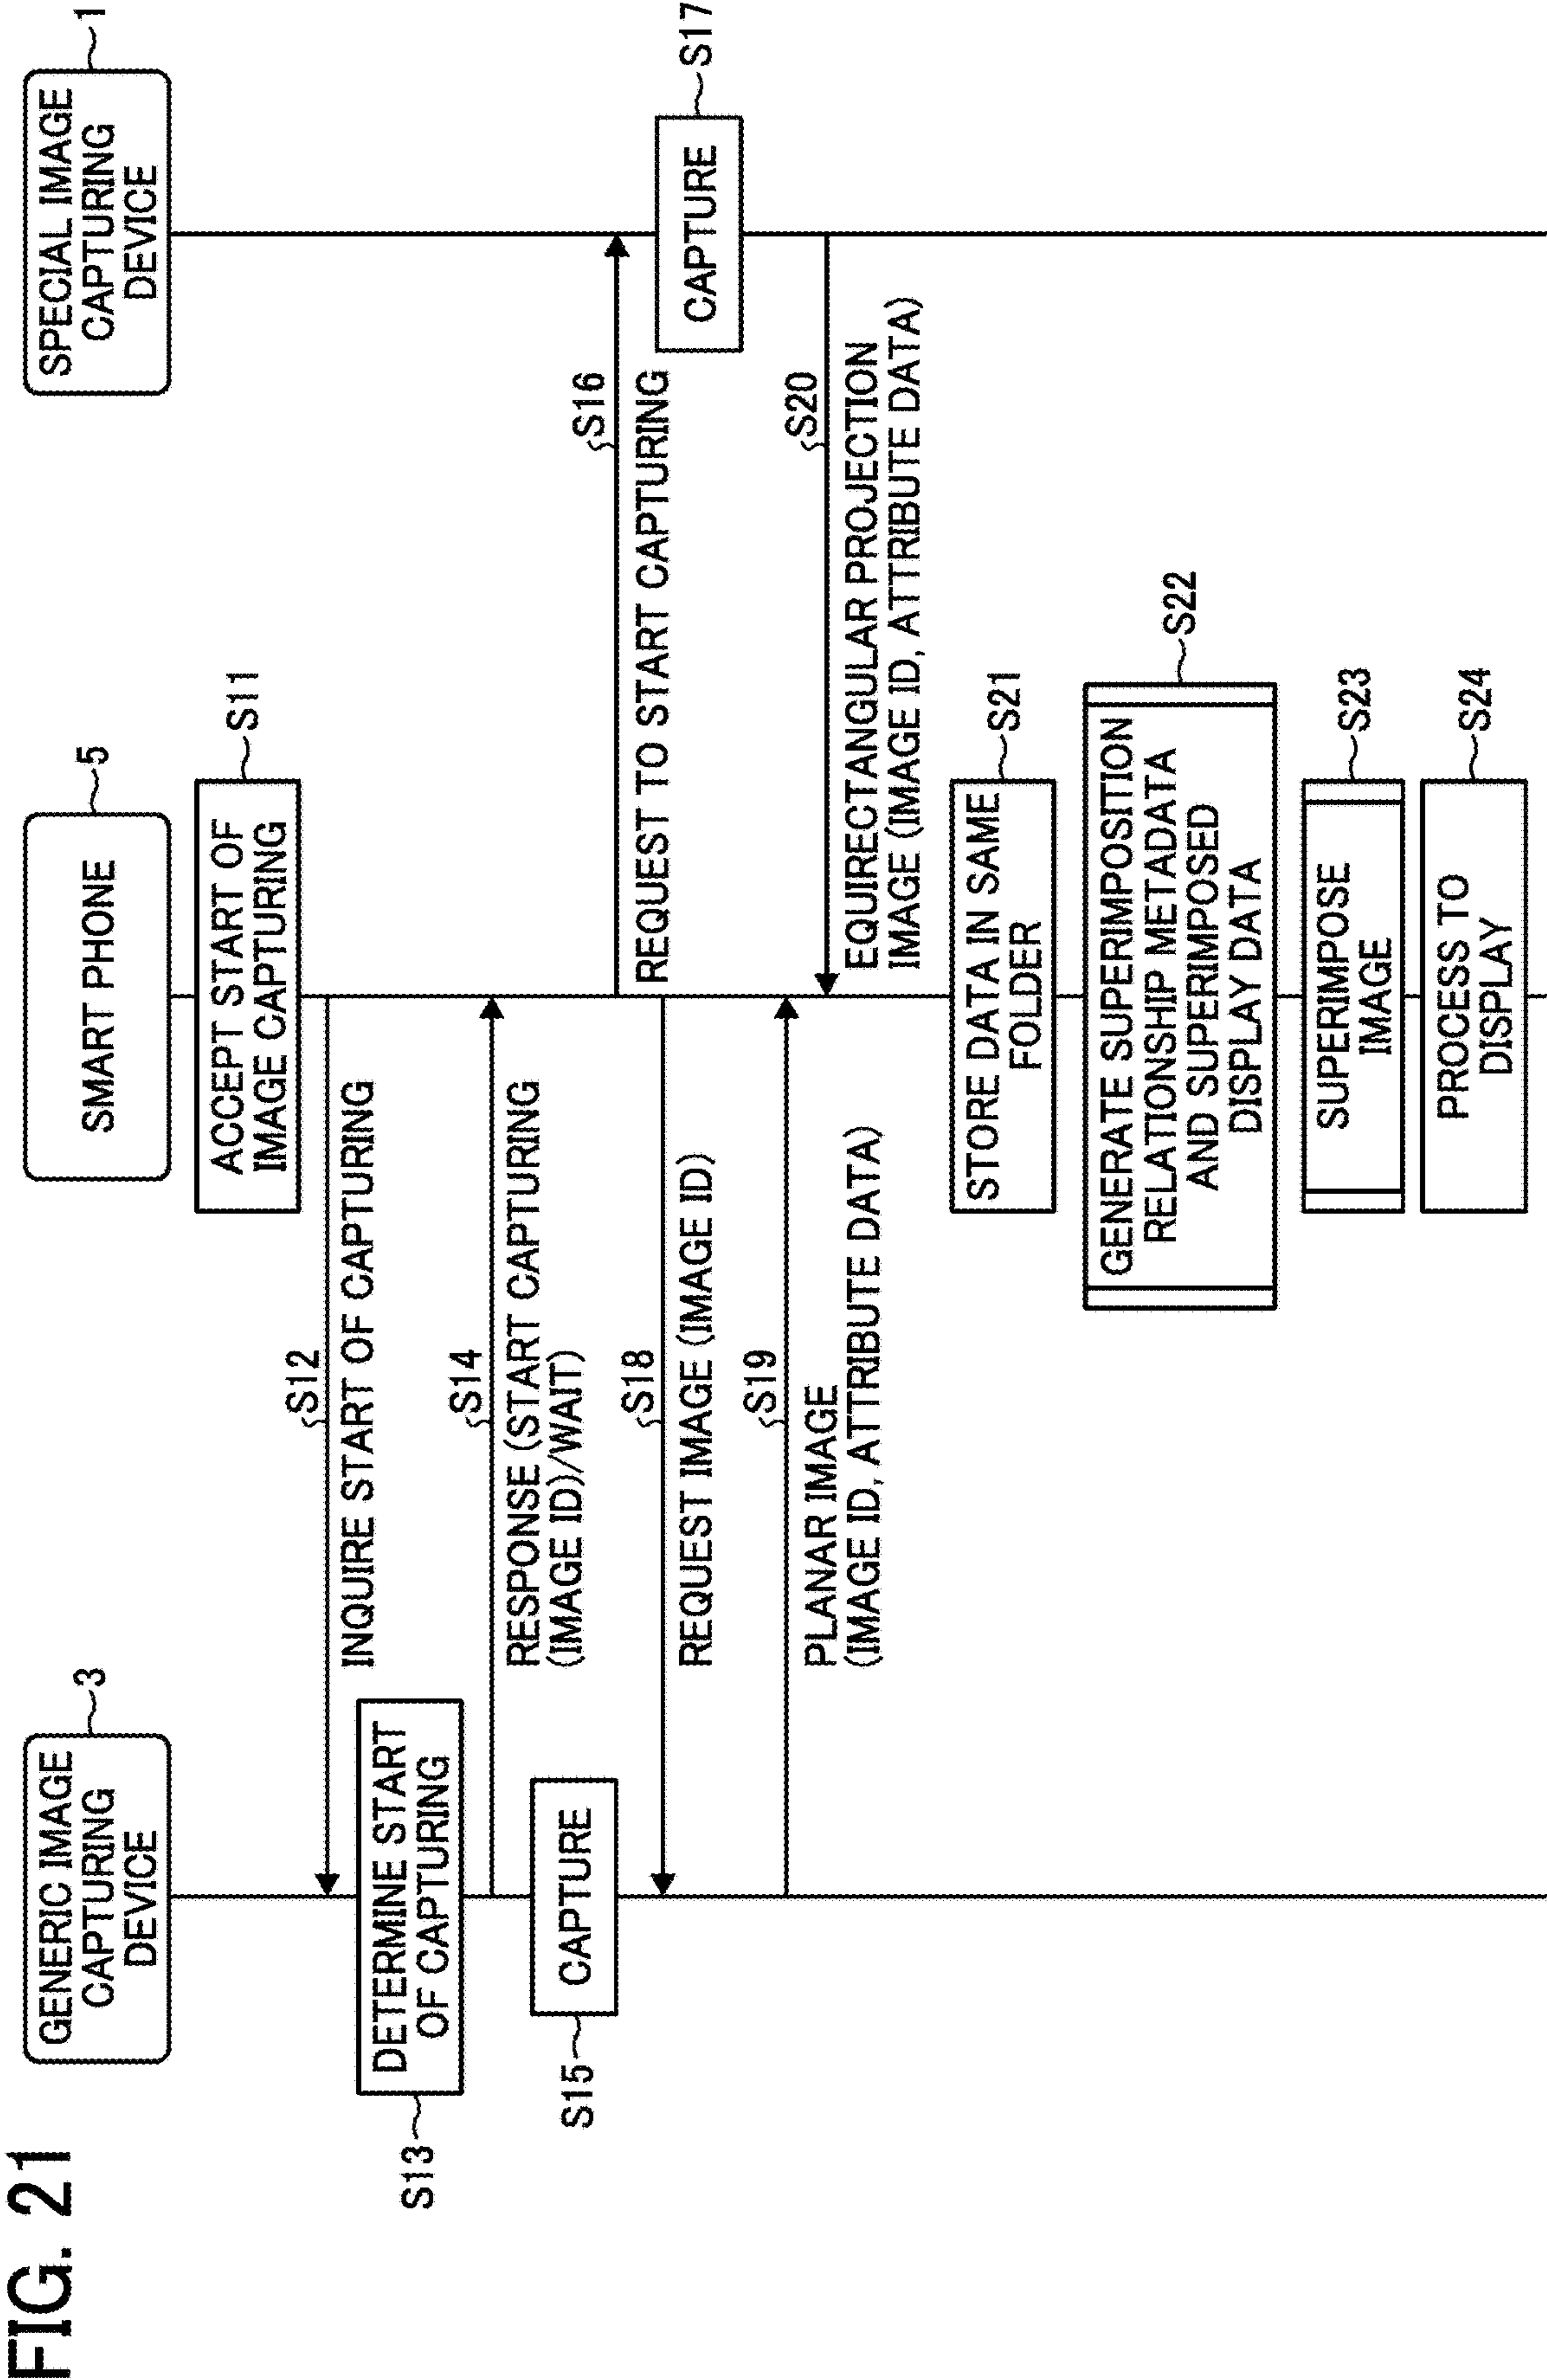 FIG. 21
GENERIC IMAGE
CAPTURING
DEVICE
3
SMART PHONE
5
SPECIAL IMAGE
CAPTURING
DEVICE
1
ACCEPT START OF
IMAGE CAPTURING
S11
S12
INQUIRE START OF CAPTURING
S13
DETERMINE START
OF CAPTURING
S14
RESPONSE (START CAPTURING
(IMAGE ID)/WAIT)
S15
CAPTURE
S16
REQUEST TO START CAPTURING
CAPTURE
S17
S18
REQUEST IMAGE (IMAGE ID)
S19
PLANAR IMAGE
(IMAGE ID, ATTRIBUTE DATA)
S20
EQUIRECTANGULAR PROJECTION
IMAGE (IMAGE ID, ATTRIBUTE DATA)
STORE DATA IN SAME
FOLDER
S21
GENERATE SUPERIMPOSITION
RELATIONSHIP METADATA
AND SUPERIMPOSED
DISPLAY DATA
S22
SUPERIMPOSE
IMAGE
S23
PROCESS TO
DISPLAY
S24